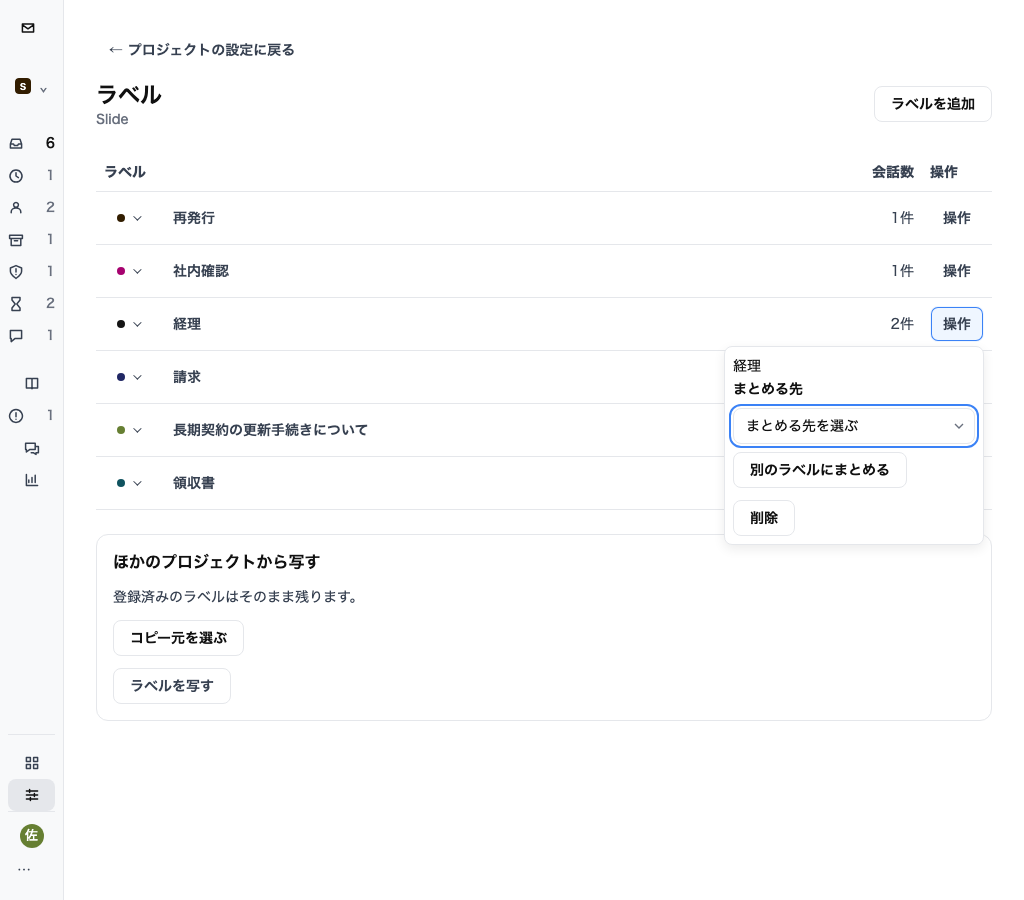 S
6
1
2
1
1
2
1
1
佐
...
← プロジェクトの設定に戻る
ラベル
Slide
ラベルを追加
ラベル 会話数 操作
再発行 1件 操作
社内確認 1件 操作
経理 2件 操作
請求
長期契約の更新手続きについて
領収書
経理
まとめる先
まとめる先を選ぶ
別のラベルにまとめる
削除
ほかのプロジェクトから写す
登録済みのラベルはそのまま残ります。
コピー元を選ぶ
ラベルを写す